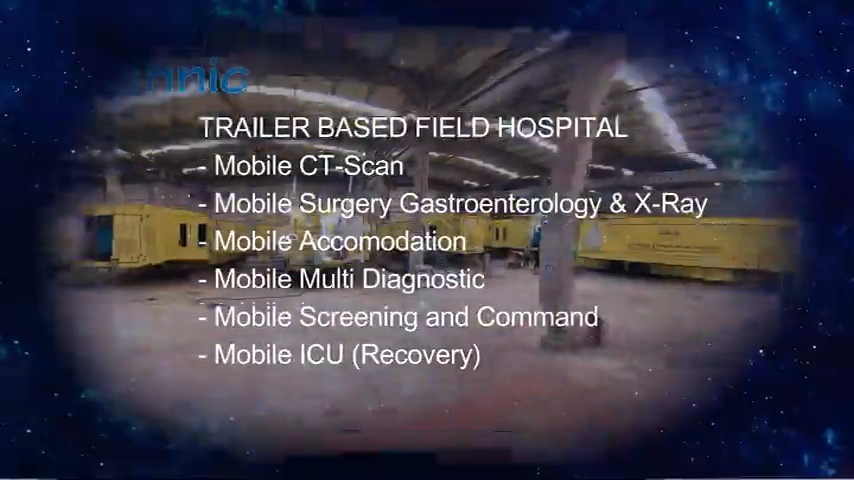 TRAILER BASED FIELD HOSPITAL
- Mobile CT-Scan
- Mobile Surgery Gastroenterology & X-Ray
- Mobile Accomodation
- Mobile Multi Diagnostic
- Mobile Screening and Command
- Mobile ICU (Recovery)